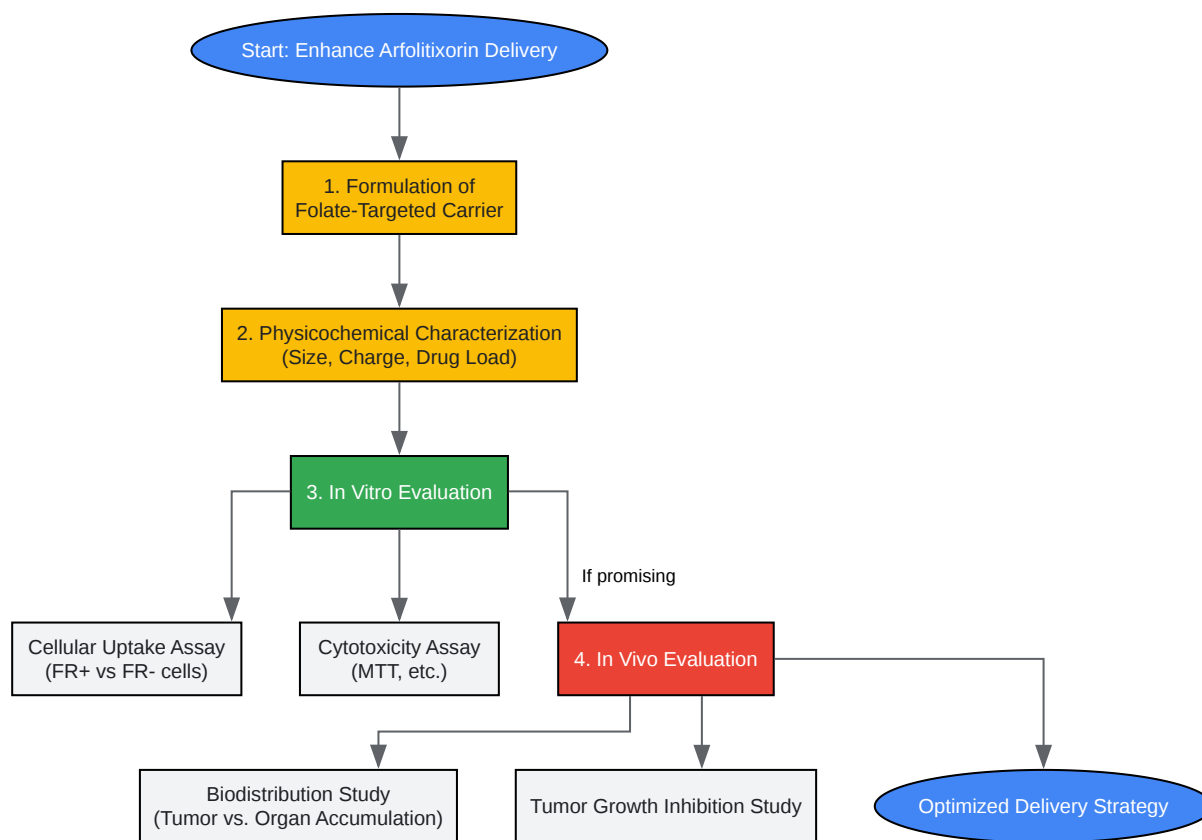 Start: Enhance Arfolitixorin Delivery
1. Formulation of
Folate-Targeted Carrier
2. Physicochemical Characterization
(Size, Charge, Drug Load)
3. In Vitro Evaluation
If promising
Cellular Uptake Assay
(FR+ vs FR- cells)
Cytotoxicity Assay
(MTT, etc.)
4. In Vivo Evaluation
Biodistribution Study
(Tumor vs. Organ Accumulation)
Tumor Growth Inhibition Study
Optimized Delivery Strategy